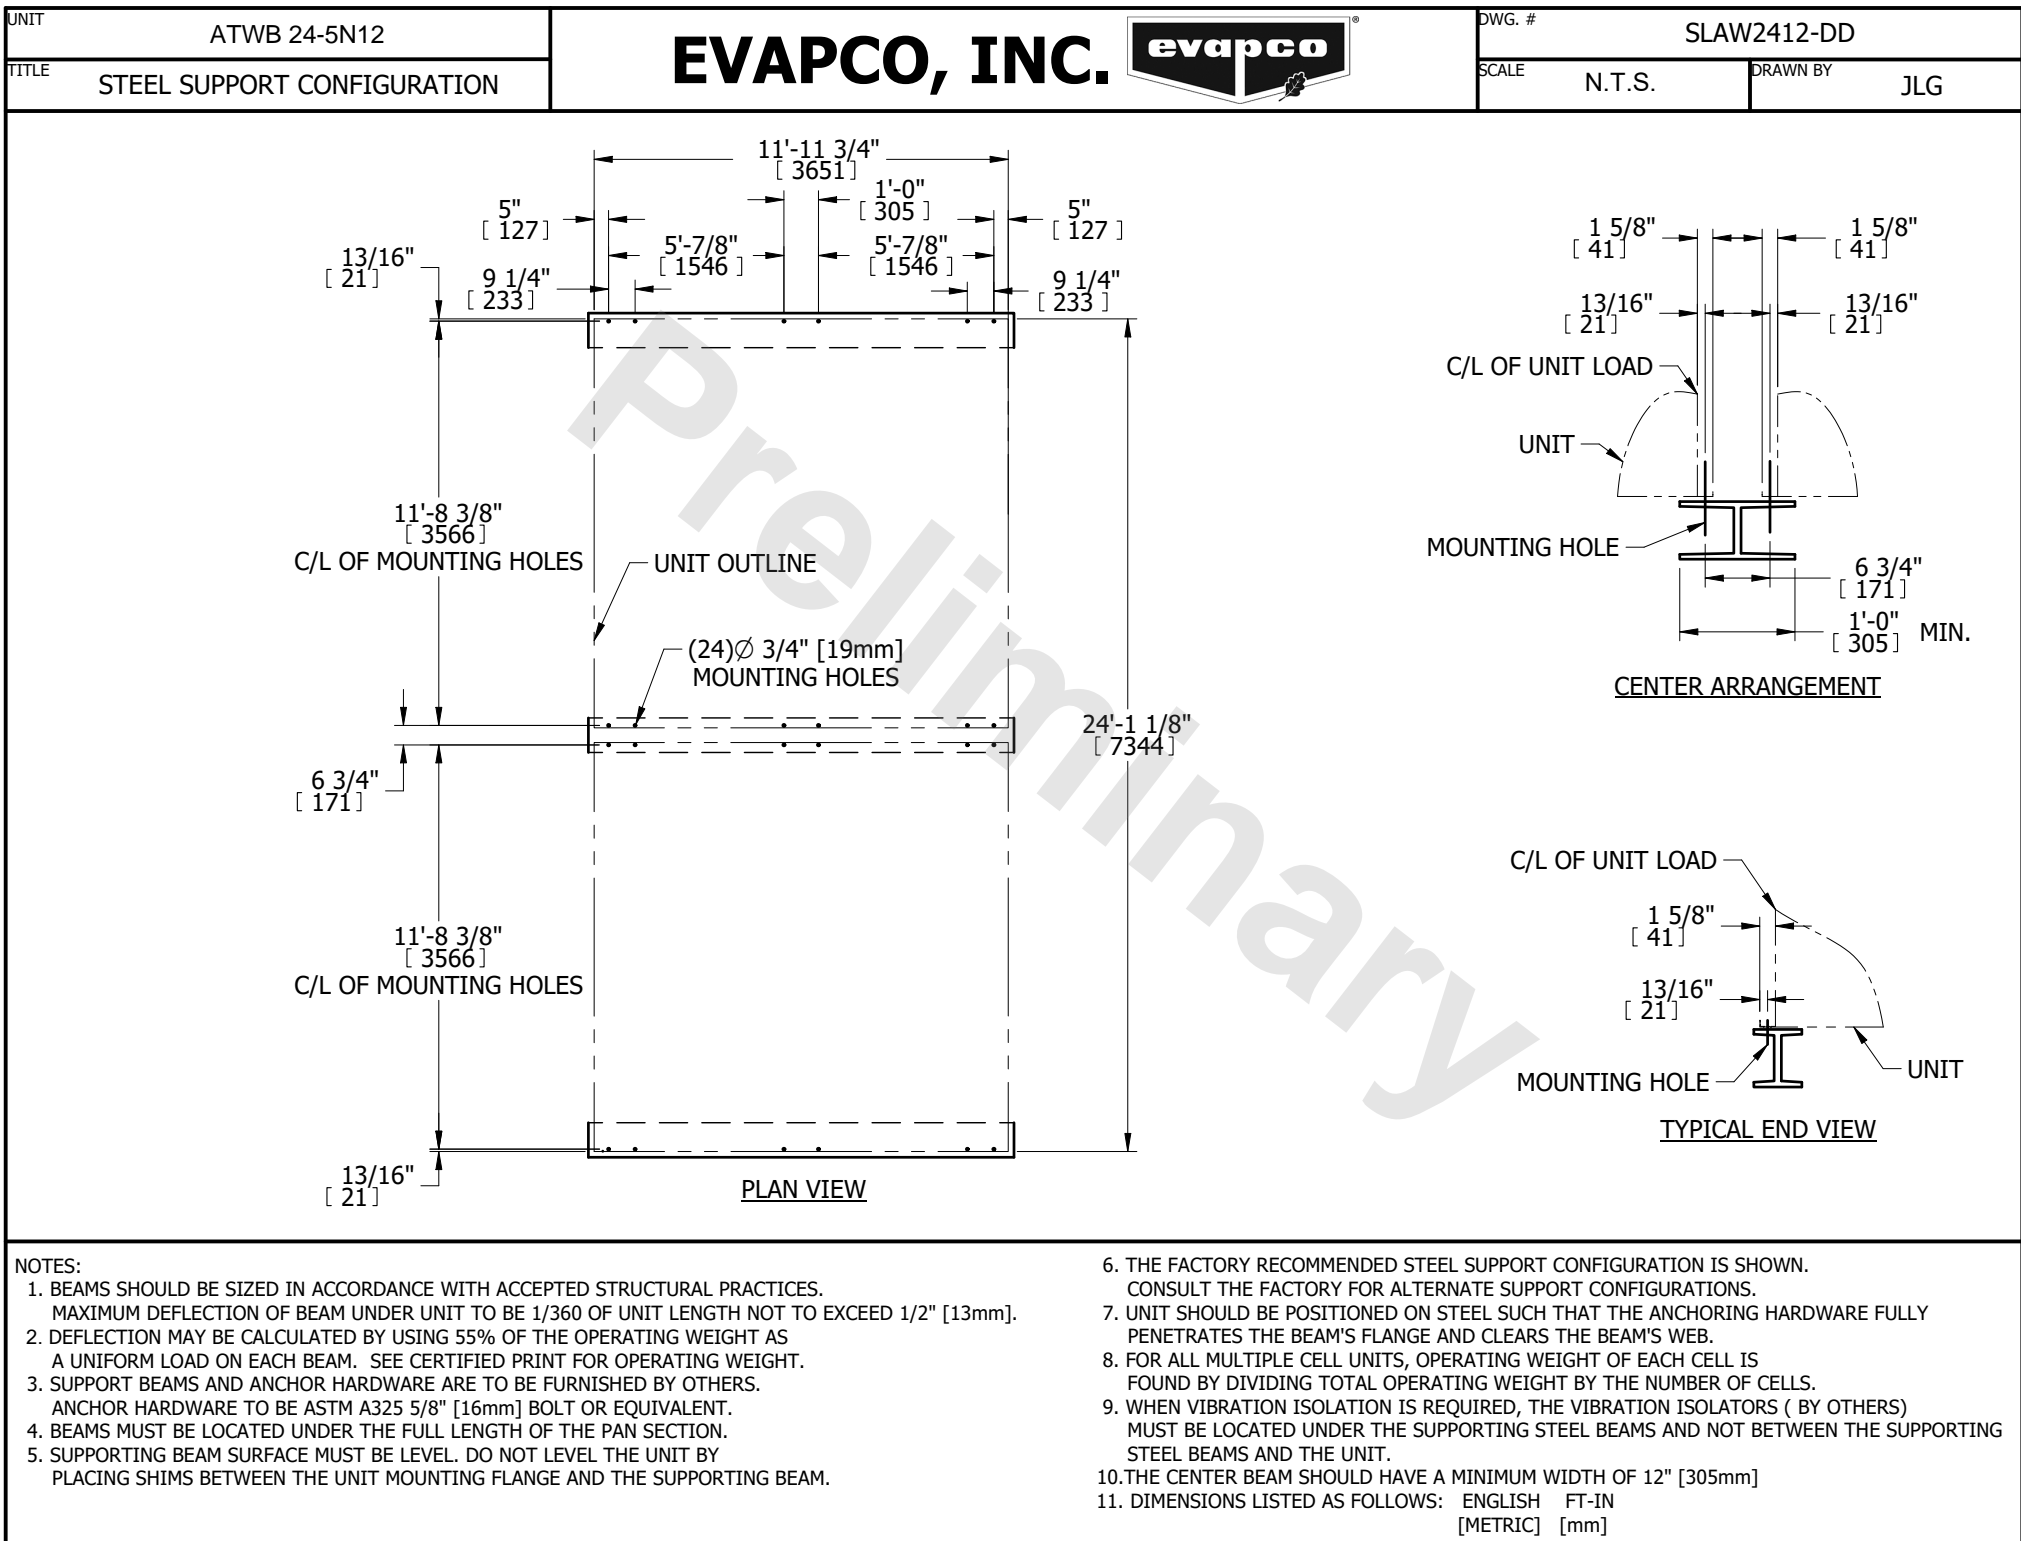 UNIT
ATWB 24-5N12
TITLE
STEEL SUPPORT CONFIGURATION
EVAPCO, INC.
evapco
®
DWG. #
SLAW2412-DD
SCALE
N.T.S.
DRAWN BY
JLG
11'-11 3/4"
[ 3651 ]
1'-0"
[ 305 ]
5"
[ 127 ]
5"
[ 127 ]
5'-7/8"
[ 1546 ]
5'-7/8"
[ 1546 ]
13/16"
[ 21 ]
9 1/4"
[ 233 ]
9 1/4"
[ 233 ]
11'-8 3/8"
[ 3566 ]
C/L OF MOUNTING HOLES
UNIT OUTLINE
(24)Ø 3/4" [19mm]
MOUNTING HOLES
24'-1 1/8"
[ 7344 ]
6 3/4"
[ 171 ]
11'-8 3/8"
[ 3566 ]
C/L OF MOUNTING HOLES
13/16"
[ 21 ]
PLAN VIEW
Preliminary
1 5/8"
[ 41 ]
1 5/8"
[ 41 ]
13/16"
[ 21 ]
13/16"
[ 21 ]
C/L OF UNIT LOAD
UNIT
MOUNTING HOLE
6 3/4"
[ 171 ]
1'-0"
[ 305 ] MIN.
CENTER ARRANGEMENT
C/L OF UNIT LOAD
1 5/8"
[ 41 ]
13/16"
[ 21 ]
MOUNTING HOLE
UNIT
TYPICAL END VIEW
NOTES:
1. BEAMS SHOULD BE SIZED IN ACCORDANCE WITH ACCEPTED STRUCTURAL PRACTICES.
MAXIMUM DEFLECTION OF BEAM UNDER UNIT TO BE 1/360 OF UNIT LENGTH NOT TO EXCEED 1/2" [13mm].
2. DEFLECTION MAY BE CALCULATED BY USING 55% OF THE OPERATING WEIGHT AS
A UNIFORM LOAD ON EACH BEAM. SEE CERTIFIED PRINT FOR OPERATING WEIGHT.
3. SUPPORT BEAMS AND ANCHOR HARDWARE ARE TO BE FURNISHED BY OTHERS.
ANCHOR HARDWARE TO BE ASTM A325 5/8" [16mm] BOLT OR EQUIVALENT.
4. BEAMS MUST BE LOCATED UNDER THE FULL LENGTH OF THE PAN SECTION.
5. SUPPORTING BEAM SURFACE MUST BE LEVEL. DO NOT LEVEL THE UNIT BY
PLACING SHIMS BETWEEN THE UNIT MOUNTING FLANGE AND THE SUPPORTING BEAM.
6. THE FACTORY RECOMMENDED STEEL SUPPORT CONFIGURATION IS SHOWN.
CONSULT THE FACTORY FOR ALTERNATE SUPPORT CONFIGURATIONS.
7. UNIT SHOULD BE POSITIONED ON STEEL SUCH THAT THE ANCHORING HARDWARE FULLY
PENETRATES THE BEAM'S FLANGE AND CLEARS THE BEAM'S WEB.
8. FOR ALL MULTIPLE CELL UNITS, OPERATING WEIGHT OF EACH CELL IS
FOUND BY DIVIDING TOTAL OPERATING WEIGHT BY THE NUMBER OF CELLS.
9. WHEN VIBRATION ISOLATION IS REQUIRED, THE VIBRATION ISOLATORS ( BY OTHERS)
MUST BE LOCATED UNDER THE SUPPORTING STEEL BEAMS AND NOT BETWEEN THE SUPPORTING
STEEL BEAMS AND THE UNIT.
10.THE CENTER BEAM SHOULD HAVE A MINIMUM WIDTH OF 12" [305mm]
11. DIMENSIONS LISTED AS FOLLOWS: ENGLISH FT-IN
[METRIC] [mm]